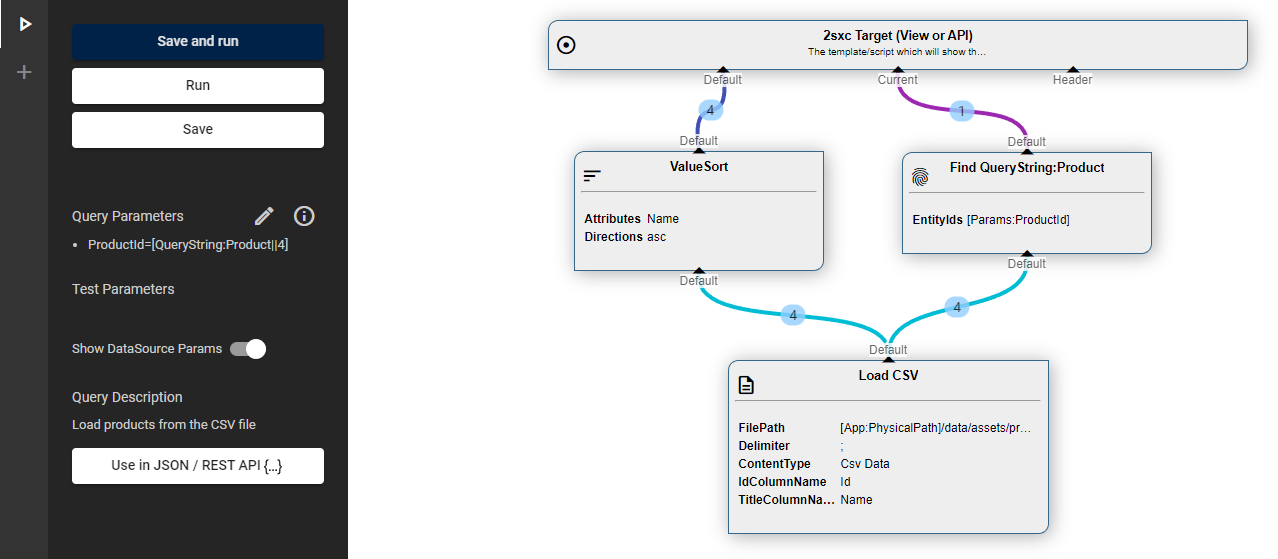 Save and run
Run
Save
Query Parameters
ProductId=[QueryString:Product||4]
Test Parameters
Show DataSource Params
Query Description
Load products from the CSV file
Use in JSON / REST API {...}
2sxc Target (View or API)
The template/script which will show th...
Default
Current
Header
4
1
Default
Default
ValueSort
Attributes Name
Directions asc
Find QueryString:Product
EntityIds [Params:ProductId]
Default
Default
4
4
Default
Load CSV
FilePath [App:PhysicalPath]/data/assets/pr...
Delimiter ;
ContentType Csv Data
IdColumnName Id
TitleColumnNa... Name